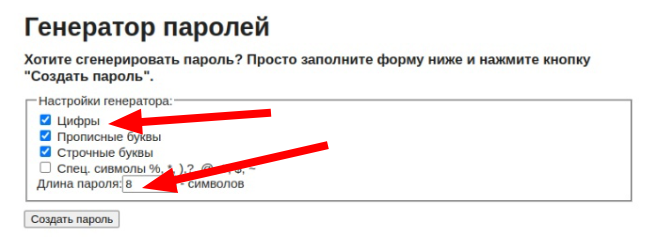 Генератор паролей
Хотите сгенерировать пароль? Просто заполните форму ниже и нажмите кнопку
"Создать пароль".
Настройки генератора:
Цифры
Прописные буквы
Строчные буквы
Спец. сивмолы %, *, ),?, @, $, ~
Длина пароля: 8 - символов
Создать пароль